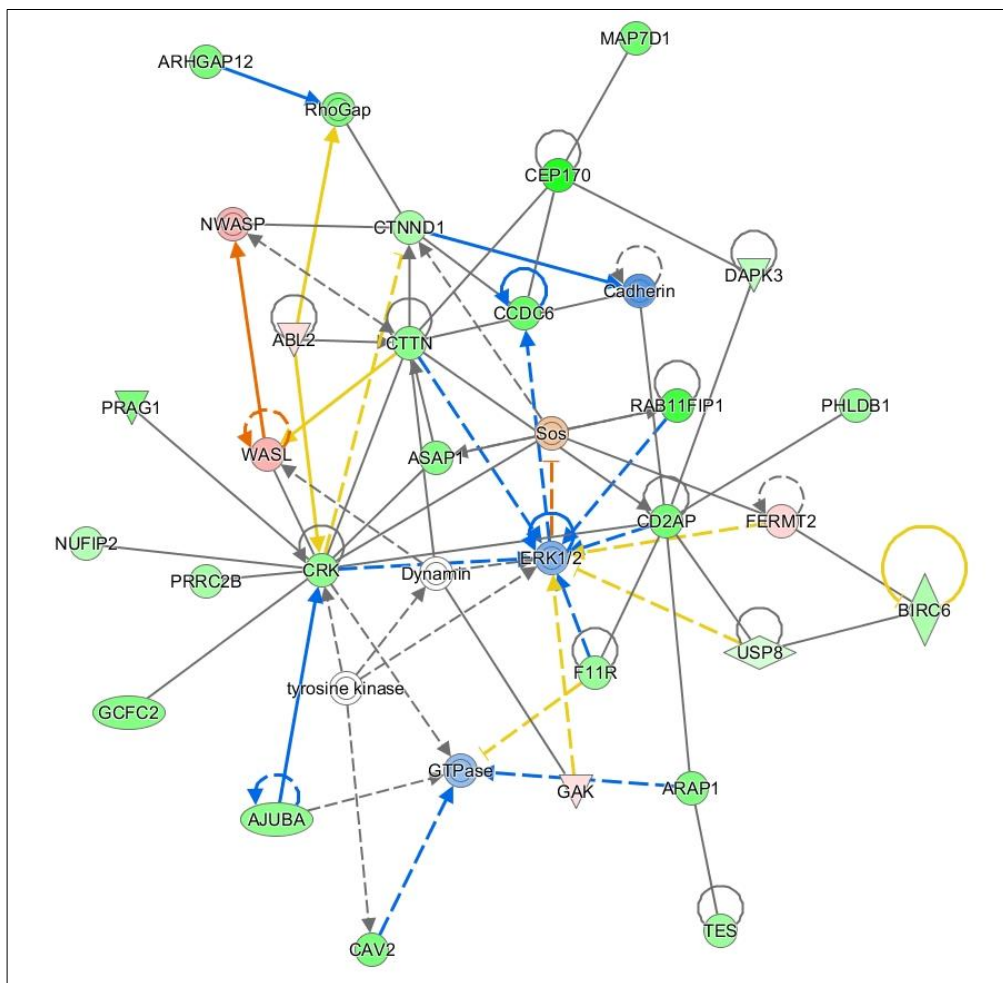 MAP7D1
ARHGAP12
RhoGap
CEP170
NWASP
CTNND1
DAPK3
Cadherin
CCDC6
ABL2
CTTN
PRAG1
RAB11FIP1
PHLDB1
Sos
WASL
ASAP1
CD2AP
FERMT2
NUFIP2
ERK1/2
CRK
Dynamin
PRRC2B
BIRC6
USP8
F11R
tyrosine kinase
GCFC2
GTPase
GAK
ARAP1
AJUBA
TES
CAV2